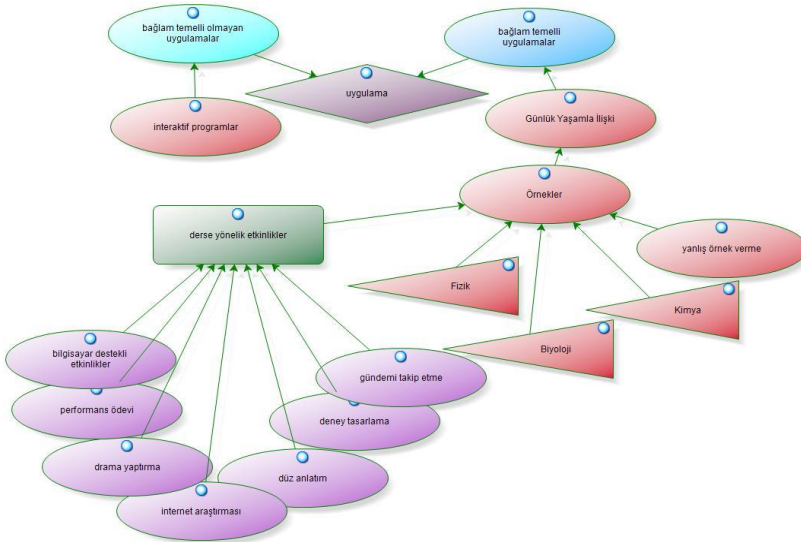 bağlam temelli olmayan
uygulamalar
bağlam temelli
uygulamalar
uygulama
interaktif programlar
Günlük Yaşamla İlişki
Örnekler
derse yönelik etkinlikler
yanlış örnek verme
Fizik
Kimya
Biyoloji
bilgisayar destekli
etkinlikler
gündemi takip etme
performans ödevi
deney tasarlama
drama yaptırma
düz anlatım
internet araştırması